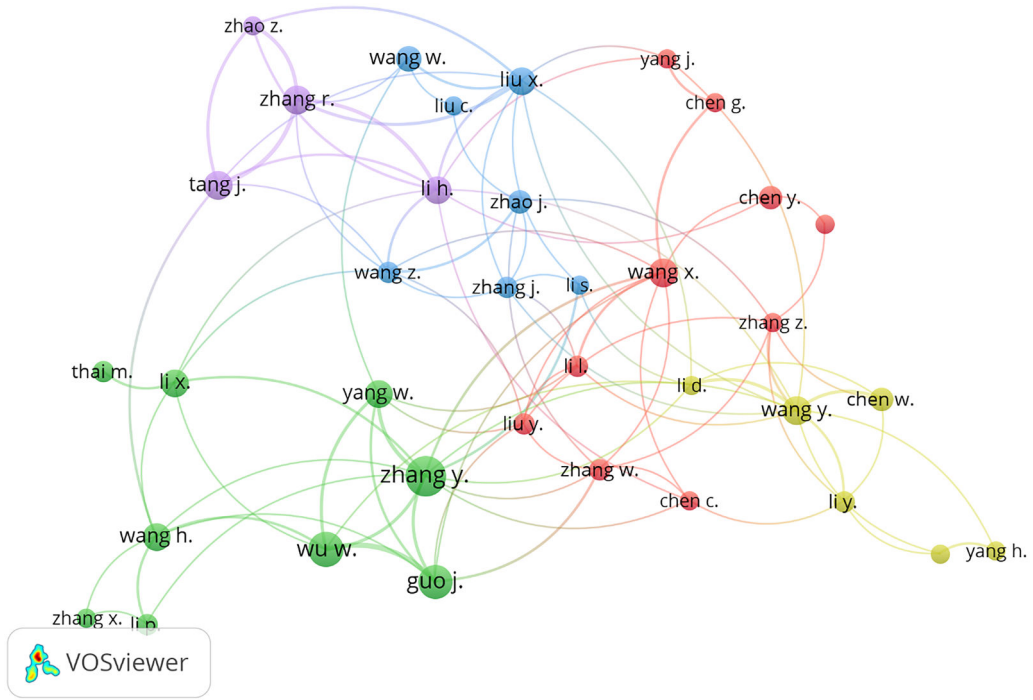 zhao z.
wang w.
yang j.
liu x.
zhang r.
liu c.
chen g.
tang j.
li h.
zhao j.
chen y.
wang z.
zhang j.
li s.
wang x.
zhang z.
thai m.
li x.
yang w.
li l.
li d.
wang y.
chen w.
liu y.
zhang y.
zhang w.
chen c.
li y.
wang h.
wu w.
guo j.
yang h.
zhang x.
li p.
VOSviewer